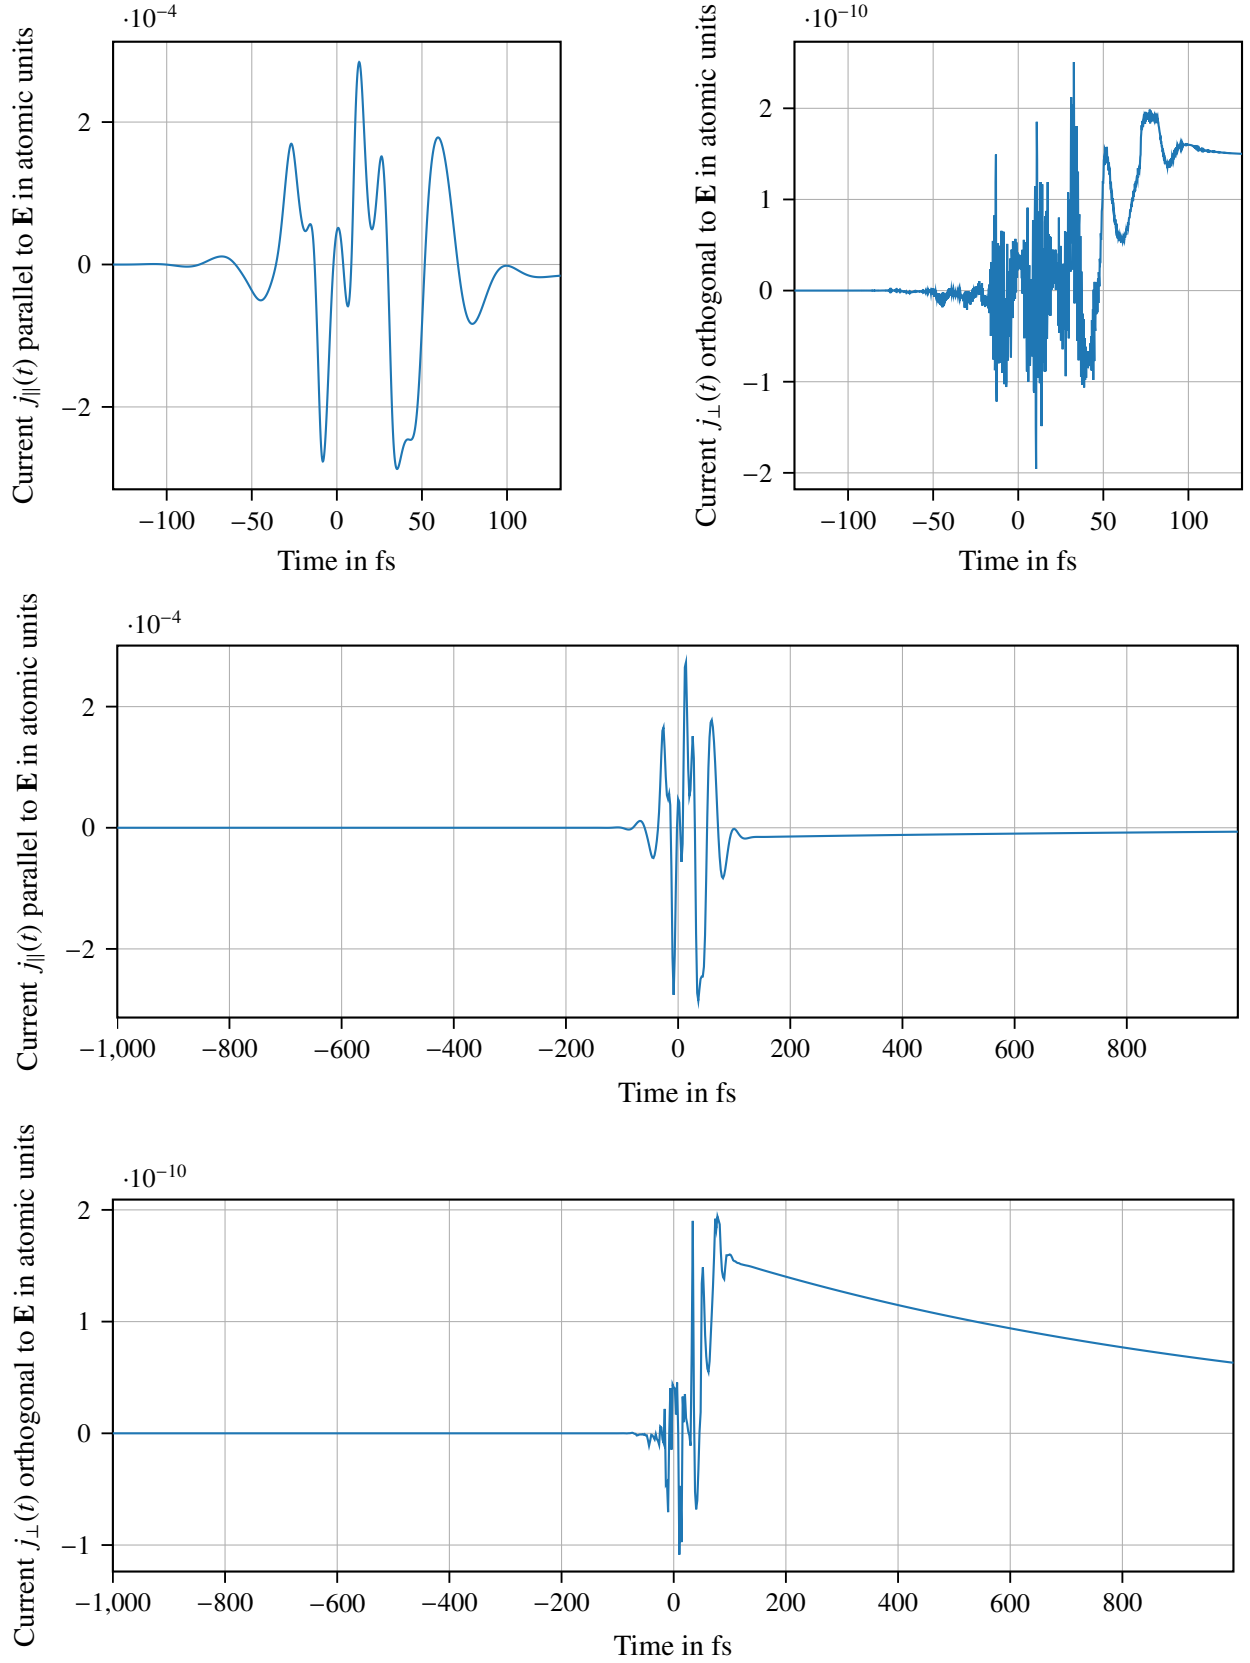 ·10−4
Current j∥(t) parallel to E in atomic units
2
0
−2
−100 −50 0 50 100
Time in fs
·10−10
Current j⊥(t) orthogonal to E in atomic units
2
1
0
−1
−2
−100 −50 0 50 100
Time in fs
·10−4
Current j∥(t) parallel to E in atomic units
2
0
−2
−1,000 −800 −600 −400 −200 0 200 400 600 800
Time in fs
·10−10
Current j⊥(t) orthogonal to E in atomic units
2
1
0
−1
−1,000 −800 −600 −400 −200 0 200 400 600 800
Time in fs